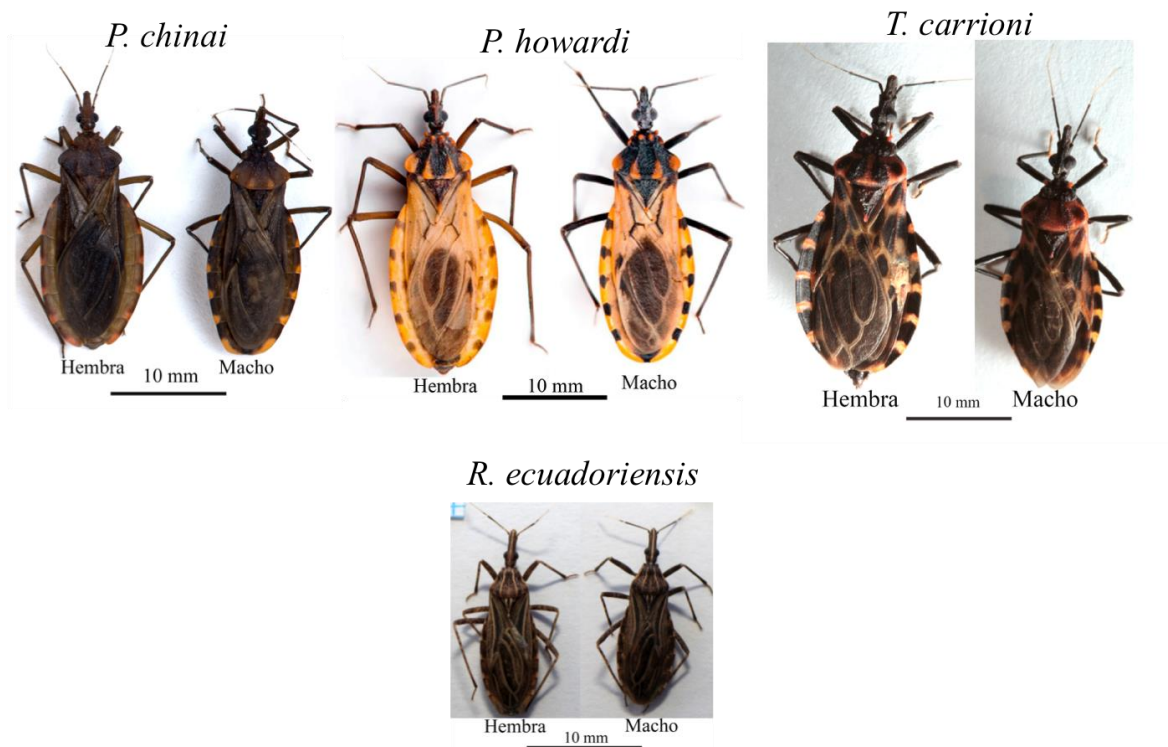 P. chinai
P. howardi
T. carrioni
Hembra
Macho
10 mm
Hembra
Macho
10 mm
Hembra
Macho
10 mm
R. ecuadoriensis
Hembra
Macho
10 mm